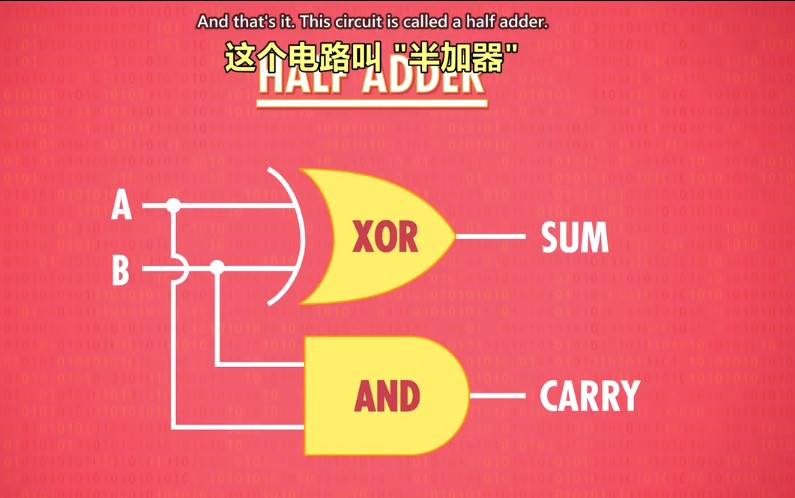 And that's it. This circuit is called a half adder.
这个电路叫 "半加器"
HALF ADDER
A
B
XOR
SUM
AND
CARRY